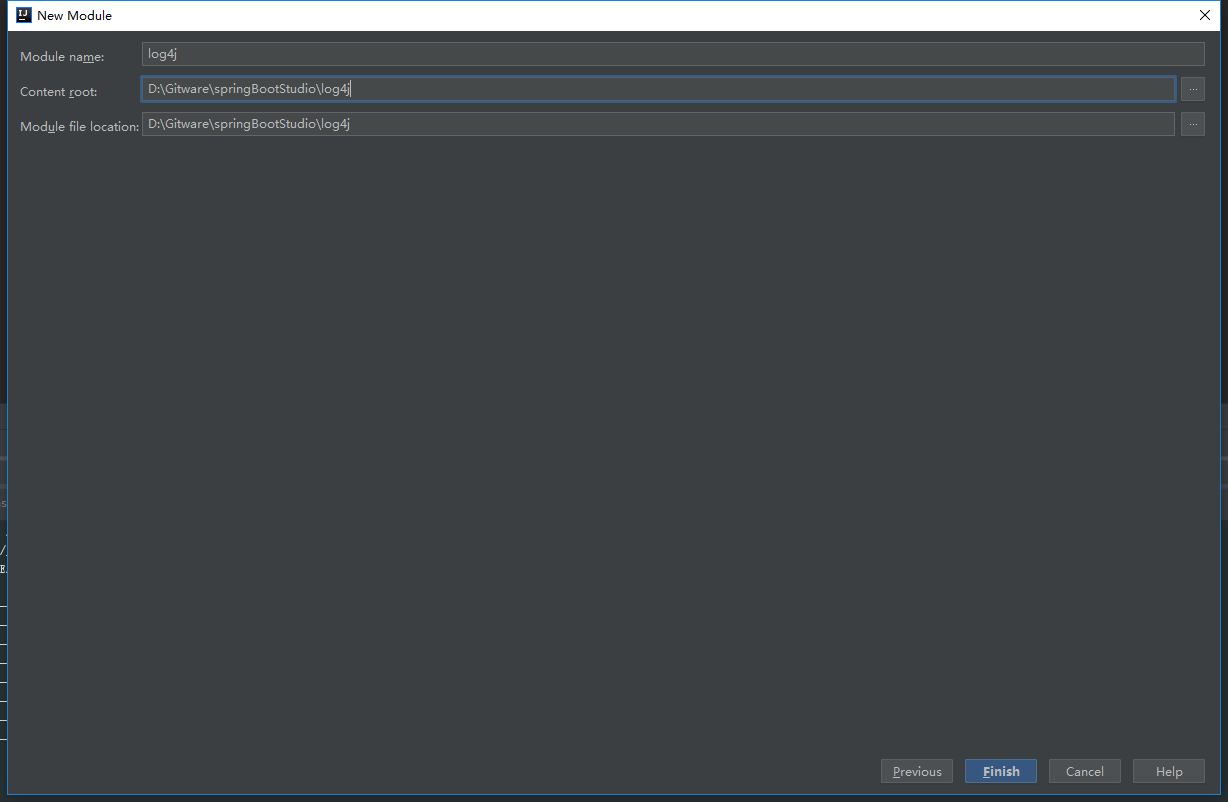 New Module
Module name: log4j
Content root: D:\Gitware\springBootStudio\log4j
Module file location: D:\Gitware\springBootStudio\log4j
Previous Finish Cancel Help